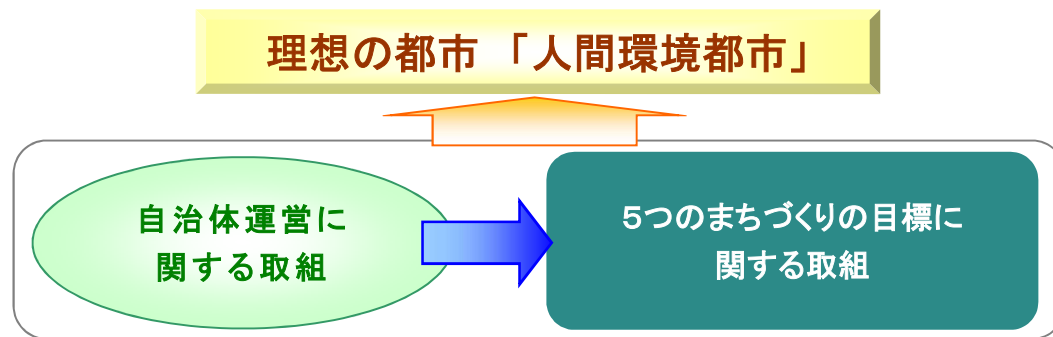 理想の都市 「人間環境都市」
自治体運営に
関する取組
５つのまちづくりの目標に
関する取組